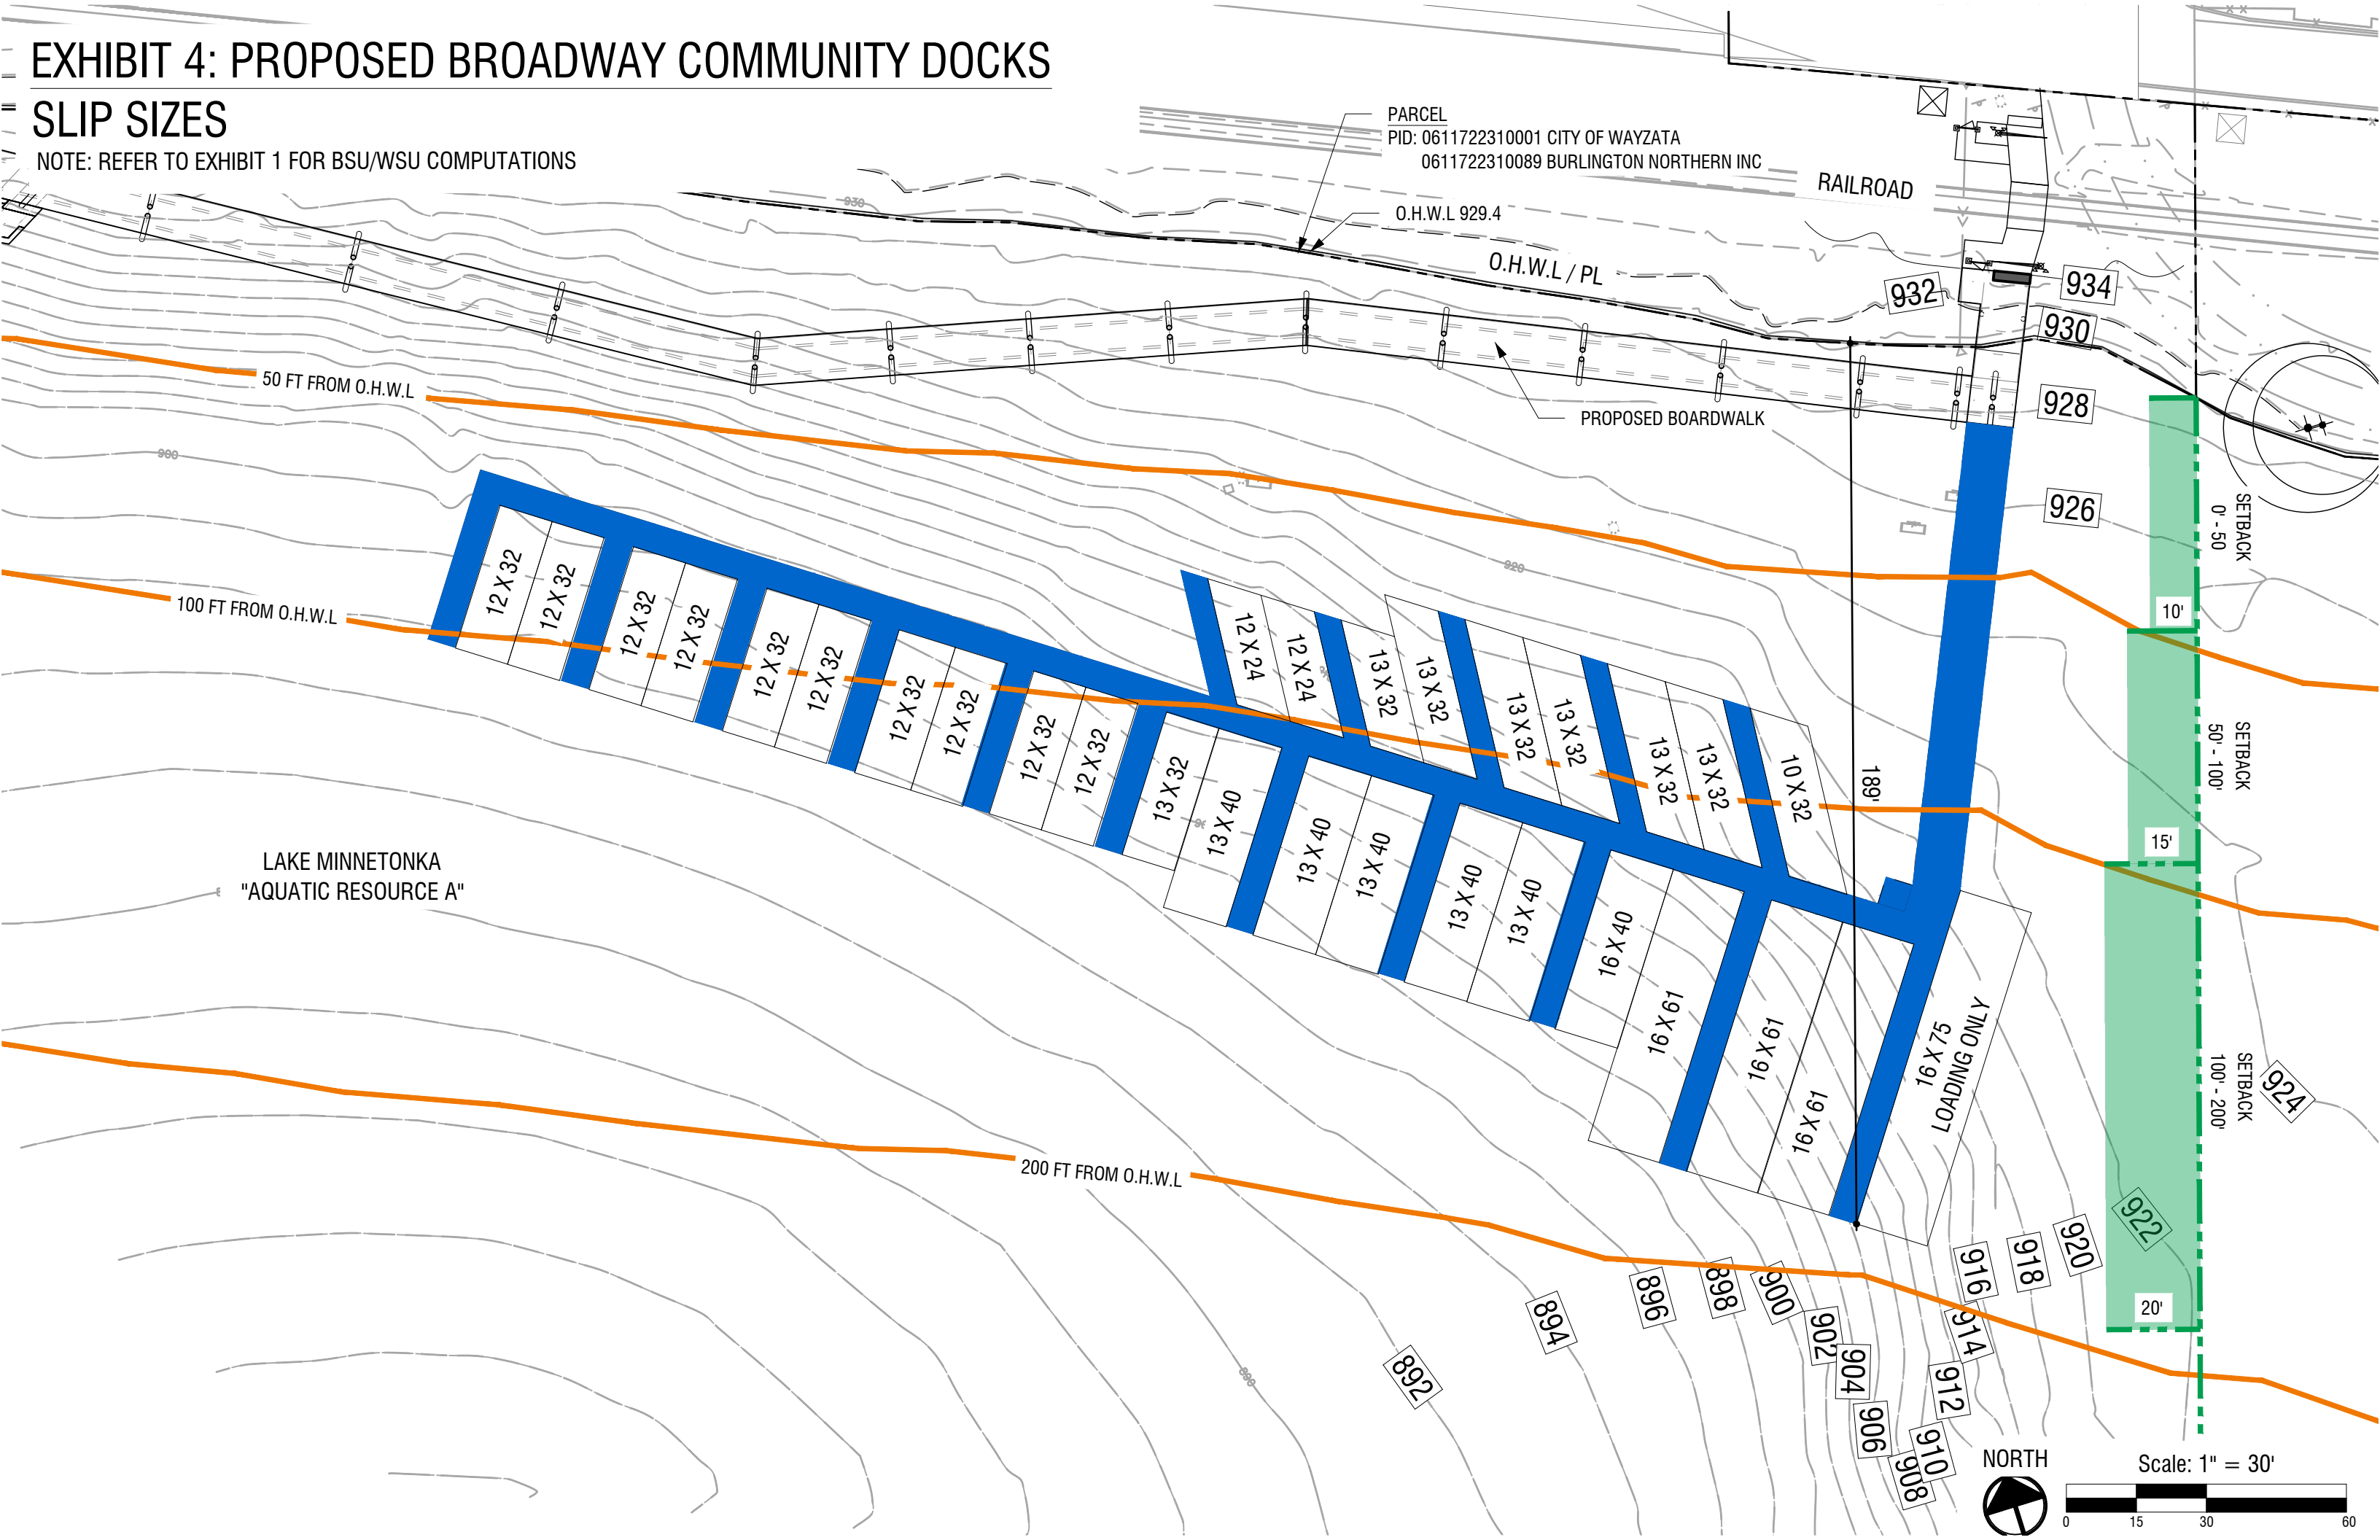 EXHIBIT 4: PROPOSED BROADWAY COMMUNITY DOCKS
SLIP SIZES
NOTE: REFER TO EXHIBIT 1 FOR BSU/WSU COMPUTATIONS
PARCEL
PID: 0611722310001 CITY OF WAYZATA
0611722310089 BURLINGTON NORTHERN INC
RAILROAD
O.H.W.L 929.4
930
O.H.W.L / PL
932
934
930
928
926
PROPOSED BOARDWALK
50 FT FROM O.H.W.L
900
920
100 FT FROM O.H.W.L
12 X 32
12 X 32
12 X 32
12 X 32
12 X 32
12 X 32
12 X 32
12 X 32
12 X 32
12 X 32
13 X 32
13 X 40
13 X 40
13 X 40
13 X 40
13 X 40
16 X 40
16 X 61
16 X 61
16 X 61
12 X 24
12 X 24
13 X 32
13 X 32
13 X 32
13 X 32
13 X 32
13 X 32
10 X 32
189'
16 X 75
LOADING ONLY
SETBACK
0' - 50
10'
SETBACK
50' - 100'
15'
SETBACK
100' - 200'
20'
LAKE MINNETONKA
"AQUATIC RESOURCE A"
200 FT FROM O.H.W.L
890
892
894
896
898
900
902
904
906
908
910
912
914
916
918
920
922
924
NORTH
Scale: 1" = 30'
0 15 30 60